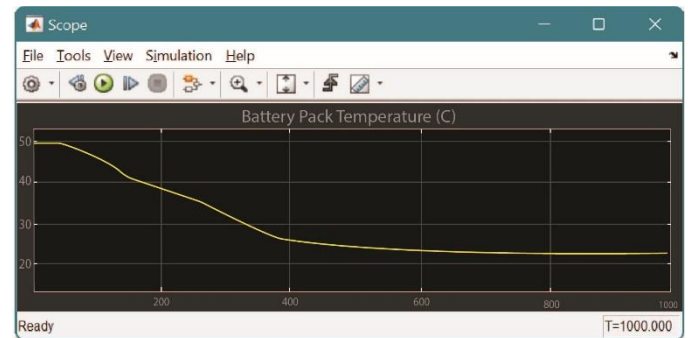 Scope
File Tools View Simulation Help
Battery Pack Temperature (C)
50
40
30
20
200 400 600 800 1000
Ready T=1000.000